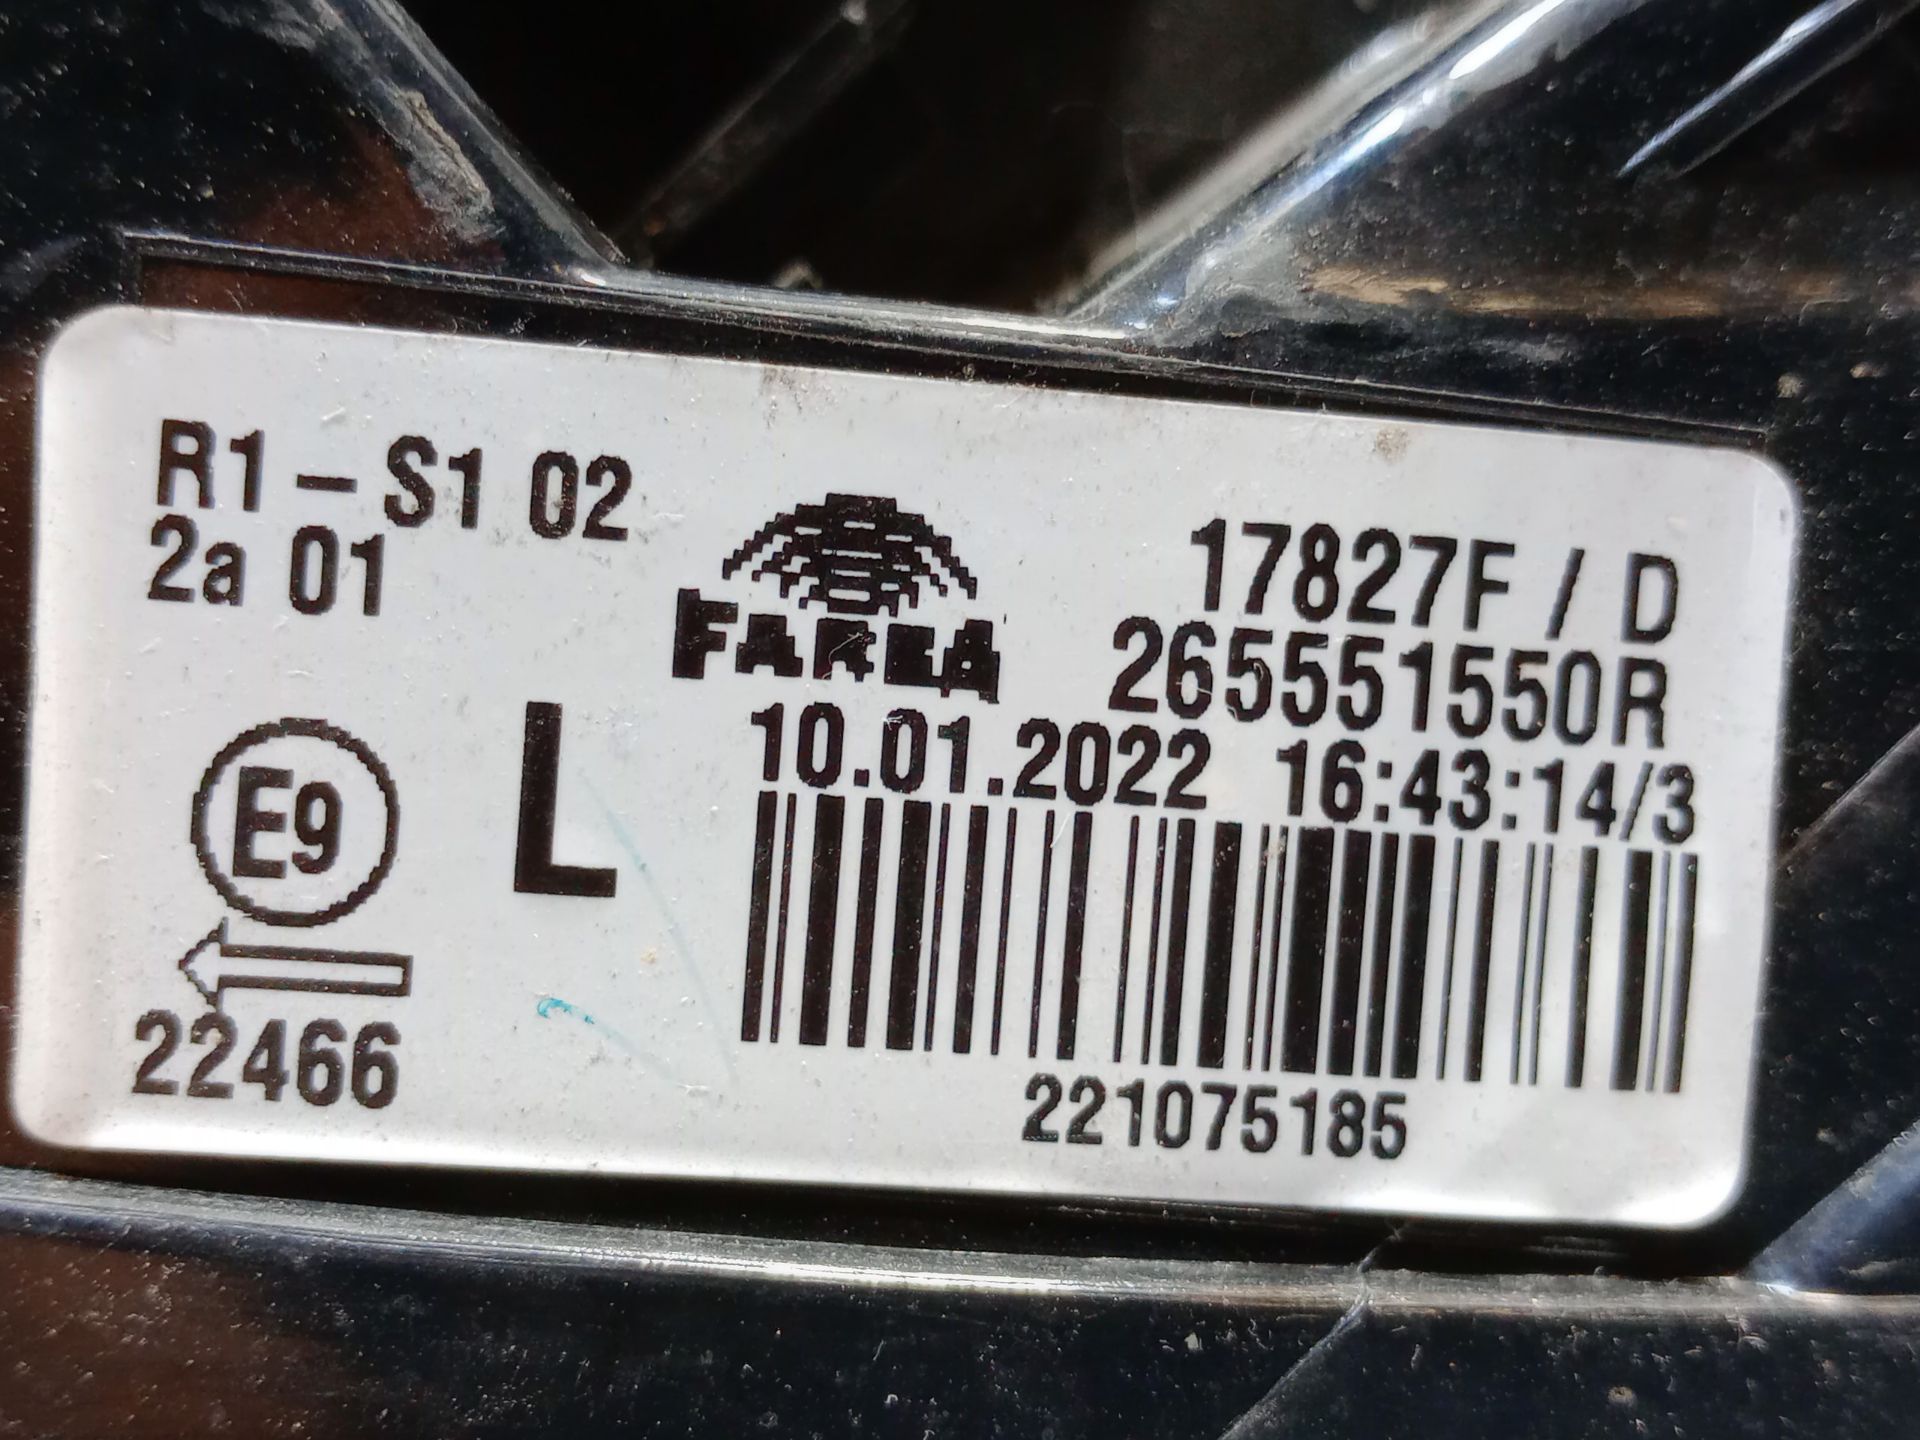 R1 – S1 02
2a 01
FARBA
17827F / D
265551550R
10.01.2022 16:43:14/3
E9
L
22466
221075185